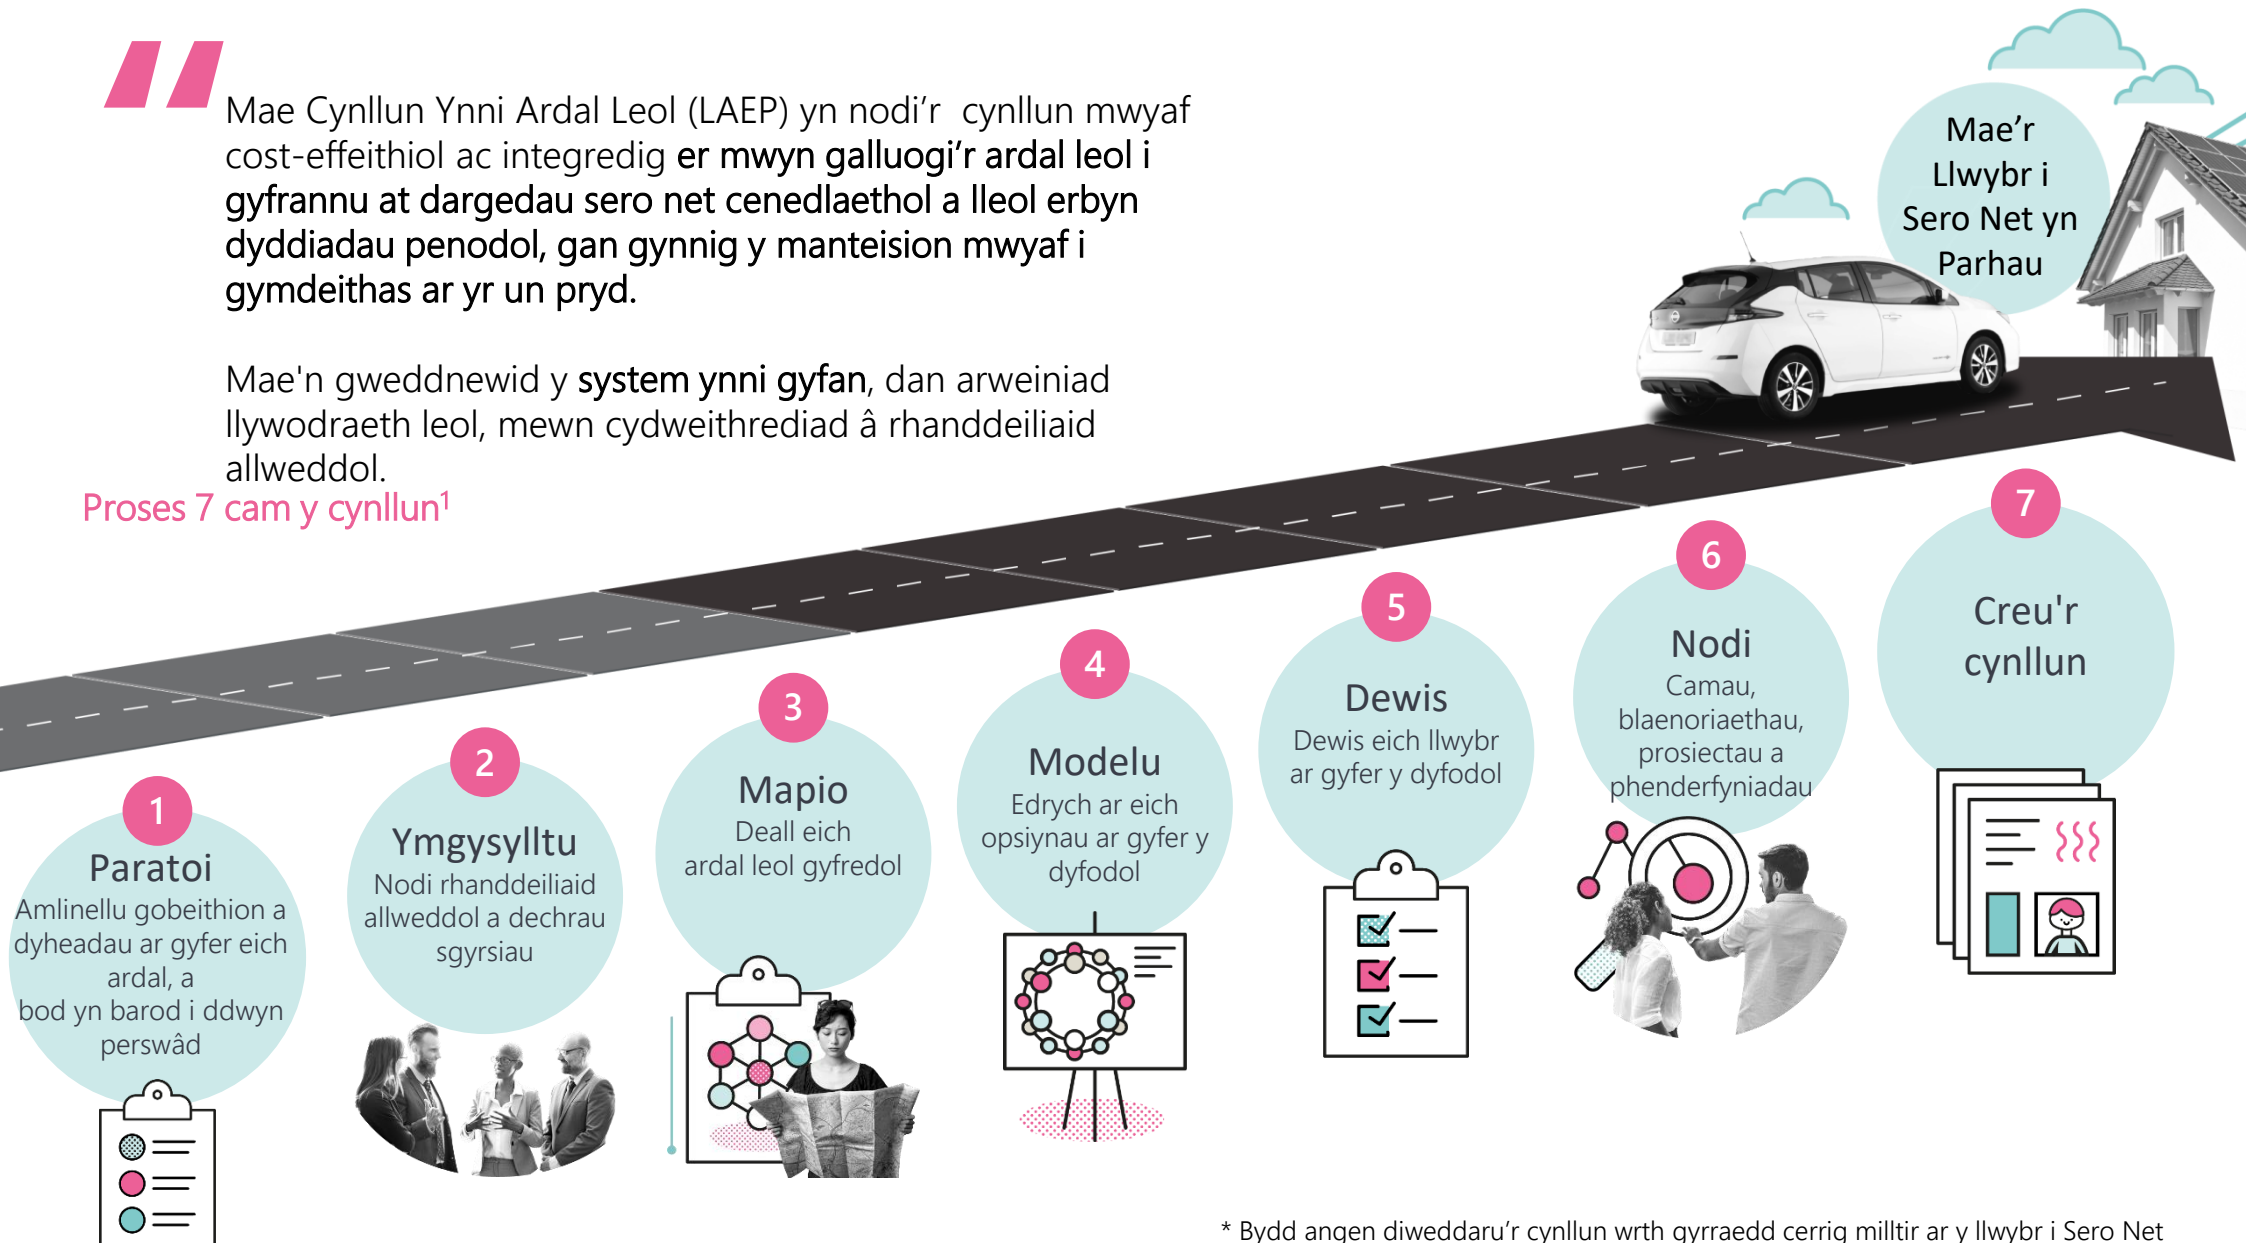 Mae Cynllun Ynni Ardal Leol (LAEP) yn nodi’r cynllun mwyaf
cost-effeithiol ac integredig er mwyn galluogi’r ardal leol i
gyfrannu at dargedau sero net cenedlaethol a lleol erbyn
dyddiadau penodol, gan gynnig y manteision mwyaf i
gymdeithas ar yr un pryd.
Mae'n gweddnewid y system ynni gyfan, dan arweiniad
llywodraeth leol, mewn cydweithrediad â rhanddeiliaid
allweddol.
Mae’r
Llwybr i
Sero Net yn
Parhau
Proses 7 cam y cynllun¹
1
Paratoi
Amlinellu gobeithion a
dyheadau ar gyfer eich
ardal, a
bod yn barod i ddwyn
perswâd
2
Ymgysylltu
Nodi rhanddeiliaid
allweddol a dechrau
sgyrsiau
3
Mapio
Deall eich
ardal leol gyfredol
4
Modelu
Edrych ar eich
opsiynau ar gyfer y
dyfodol
5
Dewis
Dewis eich llwybr
ar gyfer y dyfodol
6
Nodi
Camau,
blaenoriaethau,
prosiectau a
phenderfyniadau
7
Creu'r
cynllun
* Bydd angen diweddaru’r cynllun wrth gyrraedd cerrig milltir ar y llwybr i Sero Net